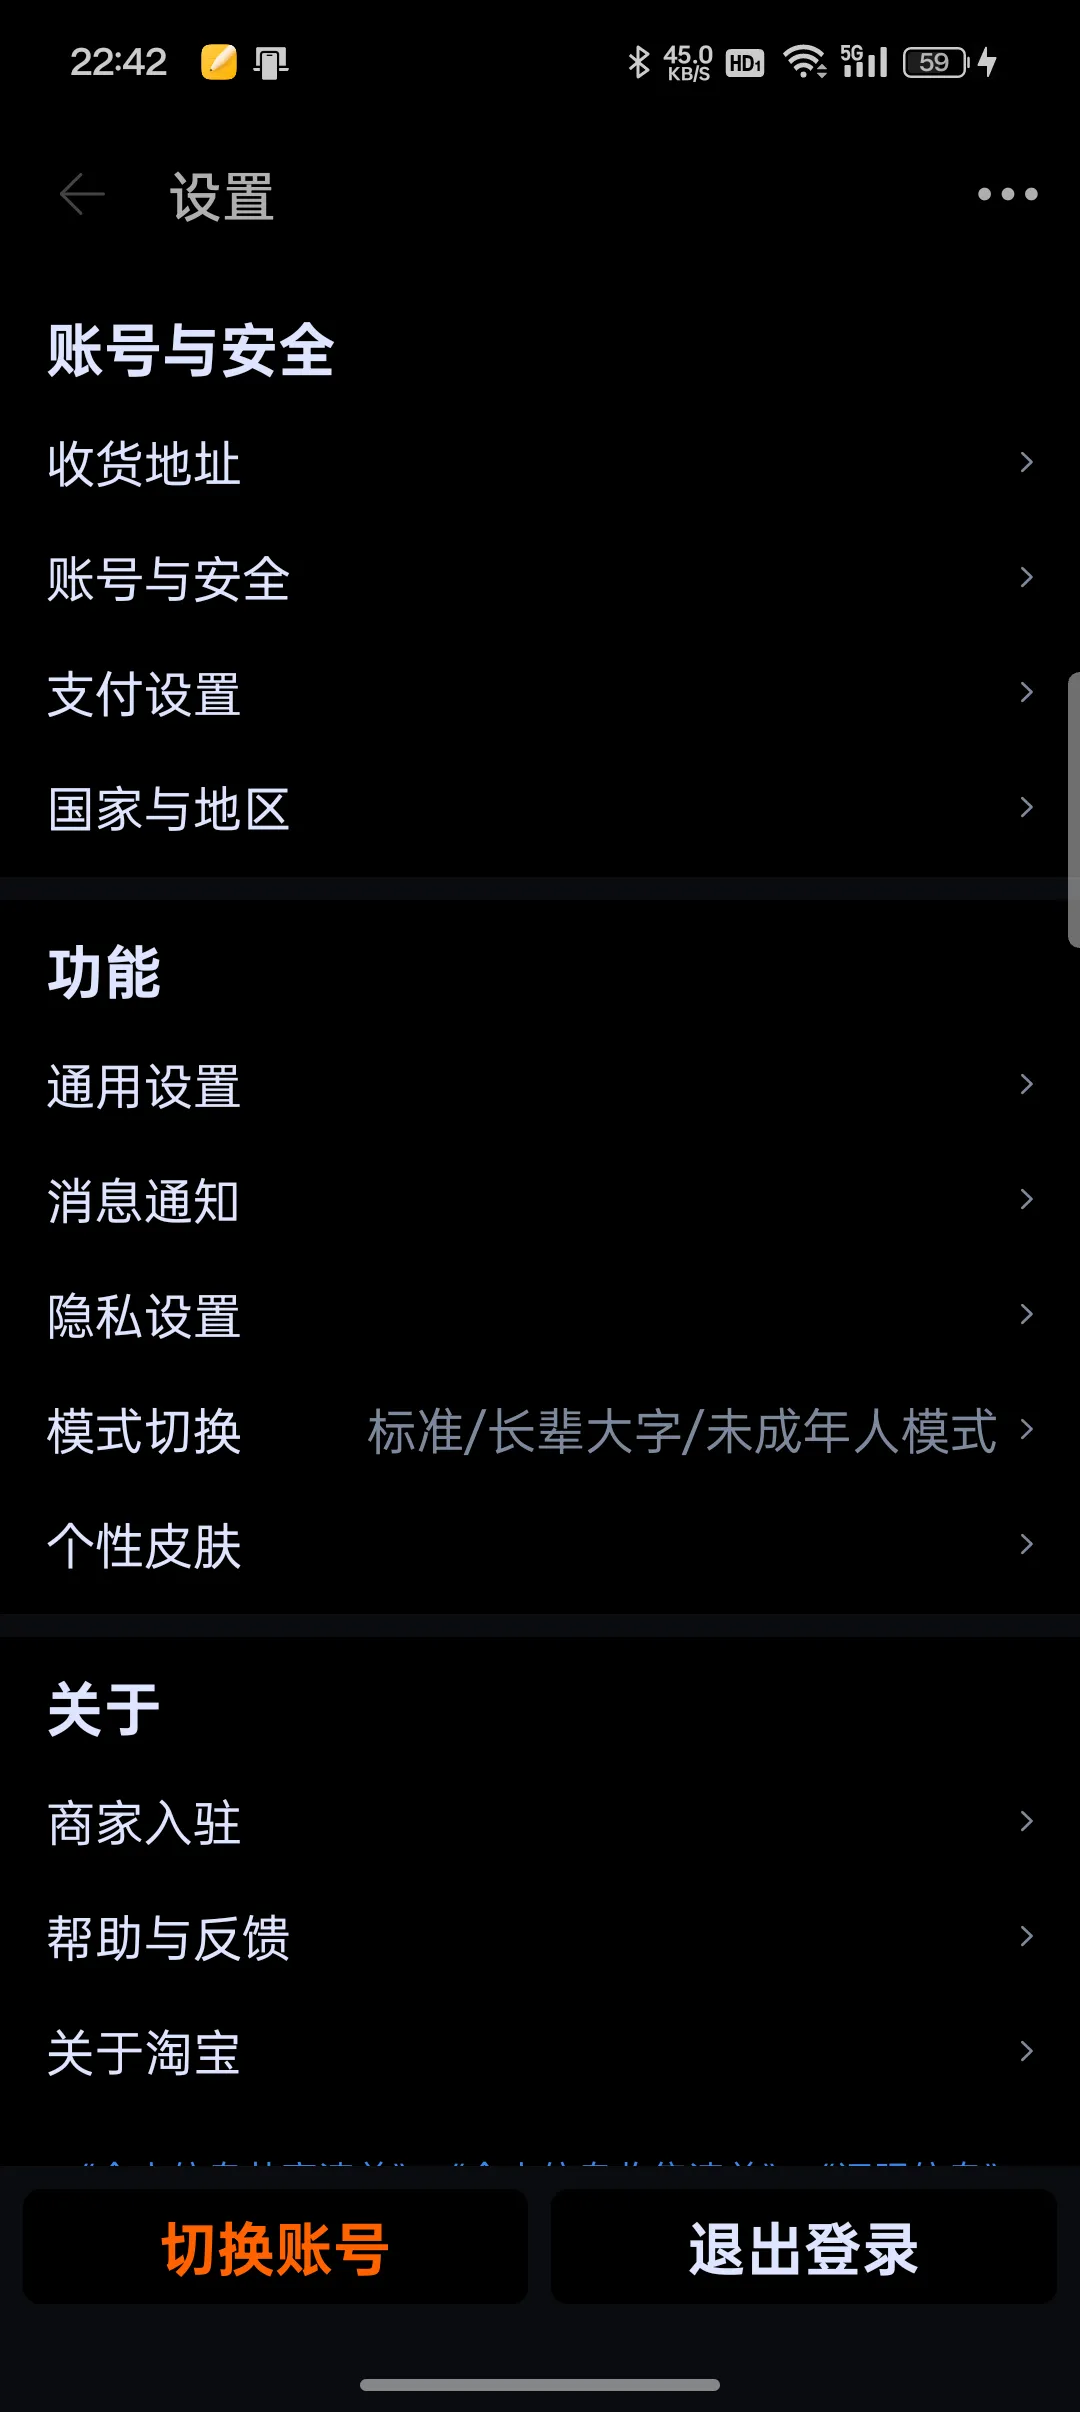 22:42
45.0
KB/S
HD1
5G
59
设置
账号与安全
收货地址
账号与安全
支付设置
国家与地区
功能
通用设置
消息通知
隐私设置
模式切换 标准/长辈大字/未成年人模式
个性皮肤
关于
商家入驻
帮助与反馈
关于淘宝
切换账号 退出登录